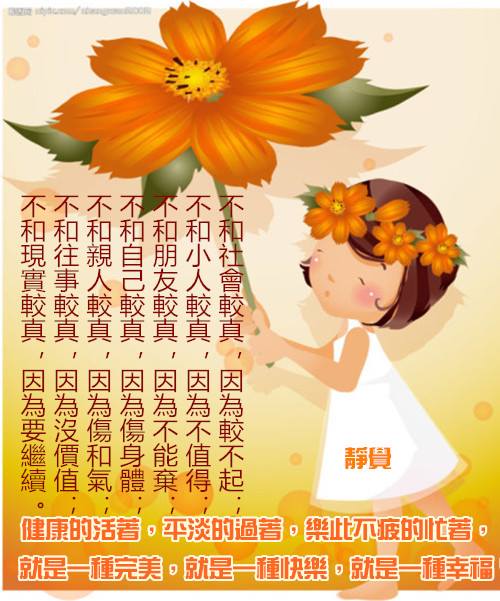 昵图网 nipic.com/zhangxuan2002
不和社會較真，因為較不起；
不和小人較真，因為不值得；
不和朋友較真，因為不能棄；
不和自己較真，因為傷身體；
不和親人較真，因為傷和氣；
不和往事較真，因為沒價值；
不和現實較真，因為要繼續。
靜覺
健康的活著，平淡的過著，樂此不疲的忙著，
就是一種完美，就是一種快樂，就是一種幸福